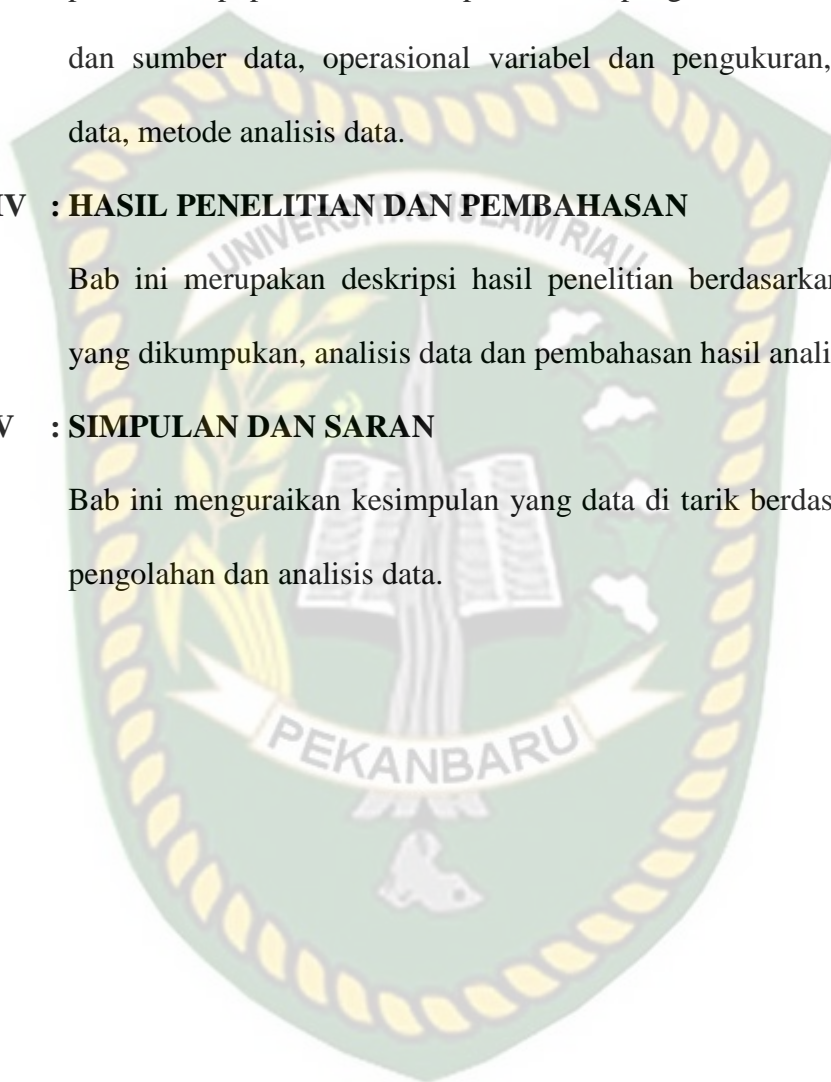 dan sumber data, operasional variabel dan pengukuran,
data, metode analisis data.
IV : HASIL PENELITIAN DAN PEMBAHASAN
UNIVERSITAS ISLAM RIAU
Bab ini merupakan deskripsi hasil penelitian berdasarkan
yang dikumpukan, analisis data dan pembahasan hasil anali
V : SIMPULAN DAN SARAN
Bab ini menguraikan kesimpulan yang data di tarik berdas
pengolahan dan analisis data.
PEKANBARU